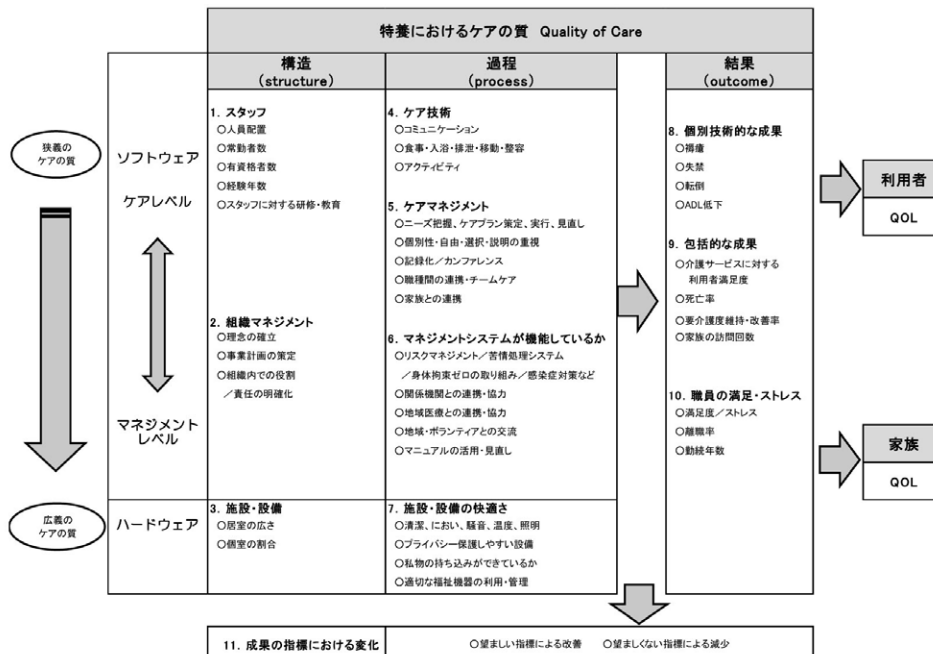 特養におけるケアの質 Quality of Care
構造
(structure)
過程
(process)
結果
(outcome)
狭義の
ケアの質
広義の
ケアの質
ソフトウェア
ケアレベル
マネジメント
レベル
ハードウェア
1. スタッフ
○人員配置
○常勤者数
○有資格者数
○経験年数
○スタッフに対する研修・教育
2. 組織マネジメント
○理念の確立
○事業計画の策定
○組織内での役割
／責任の明確化
3. 施設・設備
○居室の広さ
○個室の割合
4. ケア技術
○コミュニケーション
○食事・入浴・排泄・移動・整容
○アクティビティ
5. ケアマネジメント
○ニーズ把握、ケアプラン策定、実行、見直し
○個別性・自由・選択・説明の重視
○記録化／カンファレンス
○職種間の連携・チームケア
○家族との連携
6. マネジメントシステムが機能しているか
○リスクマネジメント／苦情処理システム
／身体拘束ゼロの取り組み／感染症対策など
○関係機関との連携・協力
○地域医療との連携・協力
○地域・ボランティアとの交流
○マニュアルの活用・見直し
7. 施設・設備の快適さ
○清潔、におい、騒音、温度、照明
○プライバシー保護しやすい設備
○私物の持ち込みができているか
○適切な福祉機器の利用・管理
8. 個別技術的な成果
○褥瘡
○失禁
○転倒
○ADL低下
9. 包括的な成果
○介護サービスに対する
利用者満足度
○死亡率
○要介護度維持・改善率
○家族の訪問回数
10. 職員の満足・ストレス
○満足度／ストレス
○離職率
○勤続年数
利用者
QOL
家族
QOL
11. 成果の指標における変化
○望ましい指標による改善 ○望ましくない指標による減少